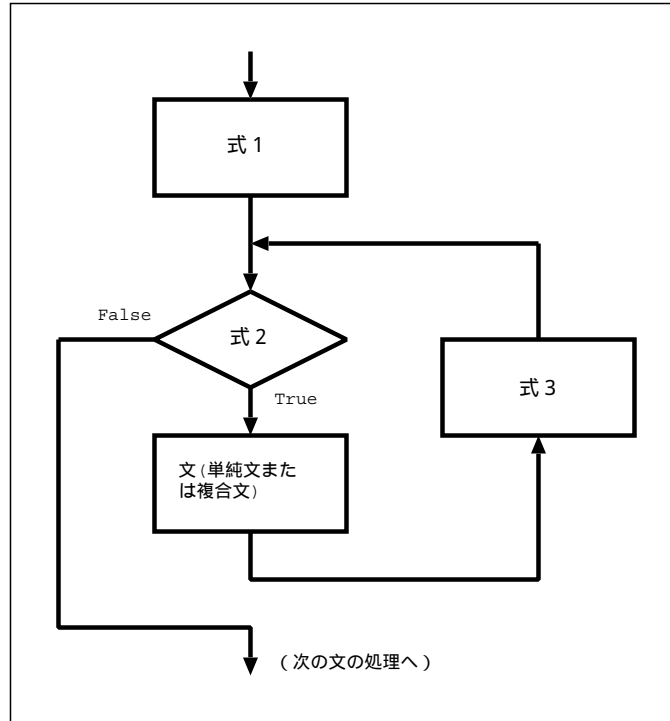 式 1
False
式 2
式 3
True
文(単純文また
は複合文)
(次の文の処理へ)